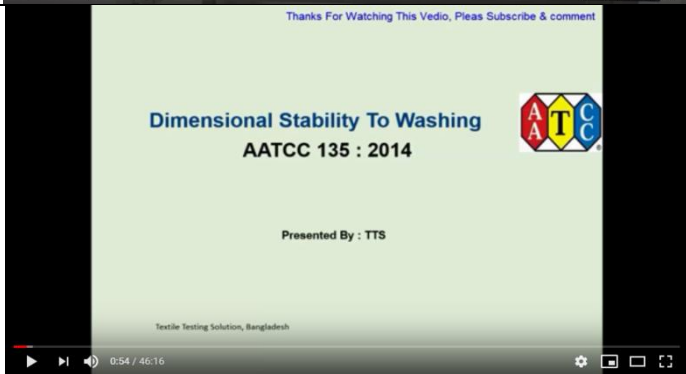 Thanks For Watching This Vedio, Pleas Subscribe & comment
Dimensional Stability To Washing
AATCC 135 : 2014
A
A
T
C
C
®
Presented By : TTS
Textile Testing Solution, Bangladesh
0:54 / 46:16